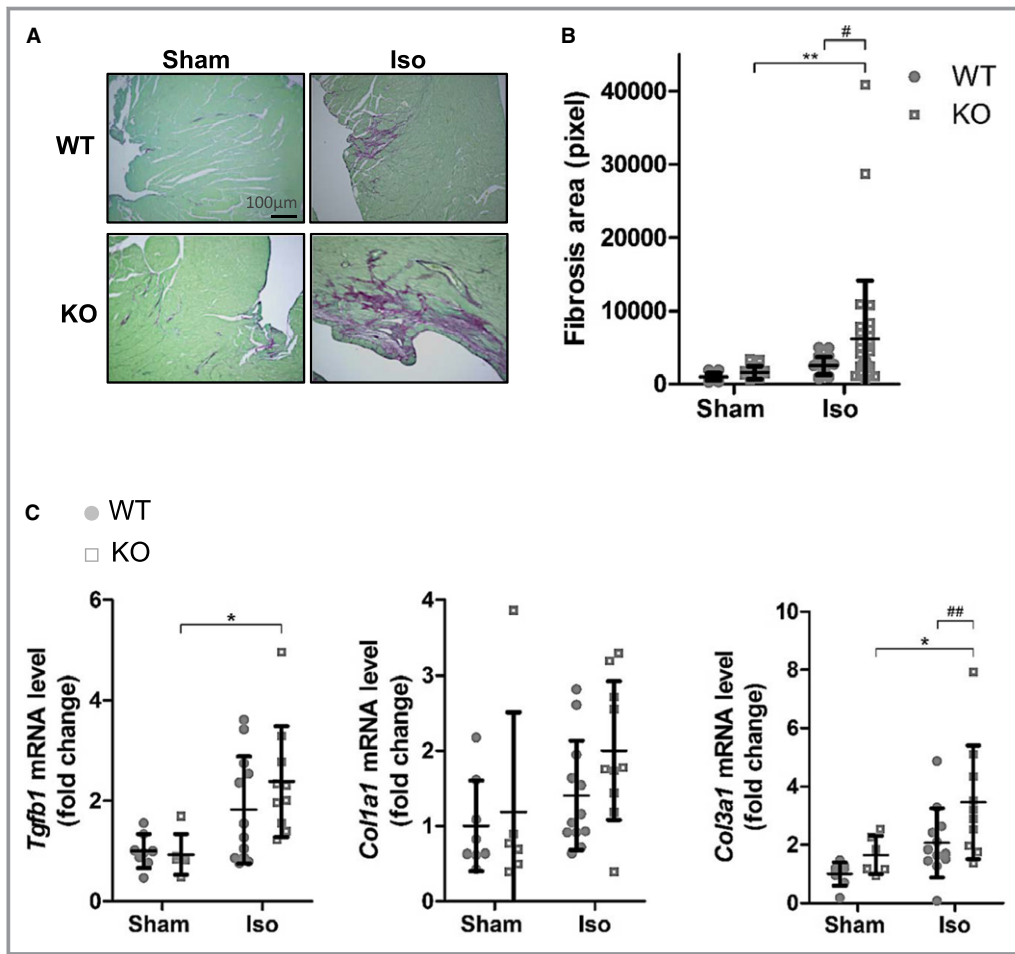 A
Sham
Iso
WT
KO
100µm
B
#
**
WT
KO
Fibrosis area (pixel)
40000
30000
20000
10000
0
Sham
Iso
C
WT
KO
Tgfb1 mRNA level
(fold change)
6
4
2
0
*
Sham
Iso
Col1a1 mRNA level
(fold change)
4
3
2
1
0
Sham
Iso
Col3a1 mRNA level
(fold change)
10
8
6
4
2
0
##
*
Sham
Iso